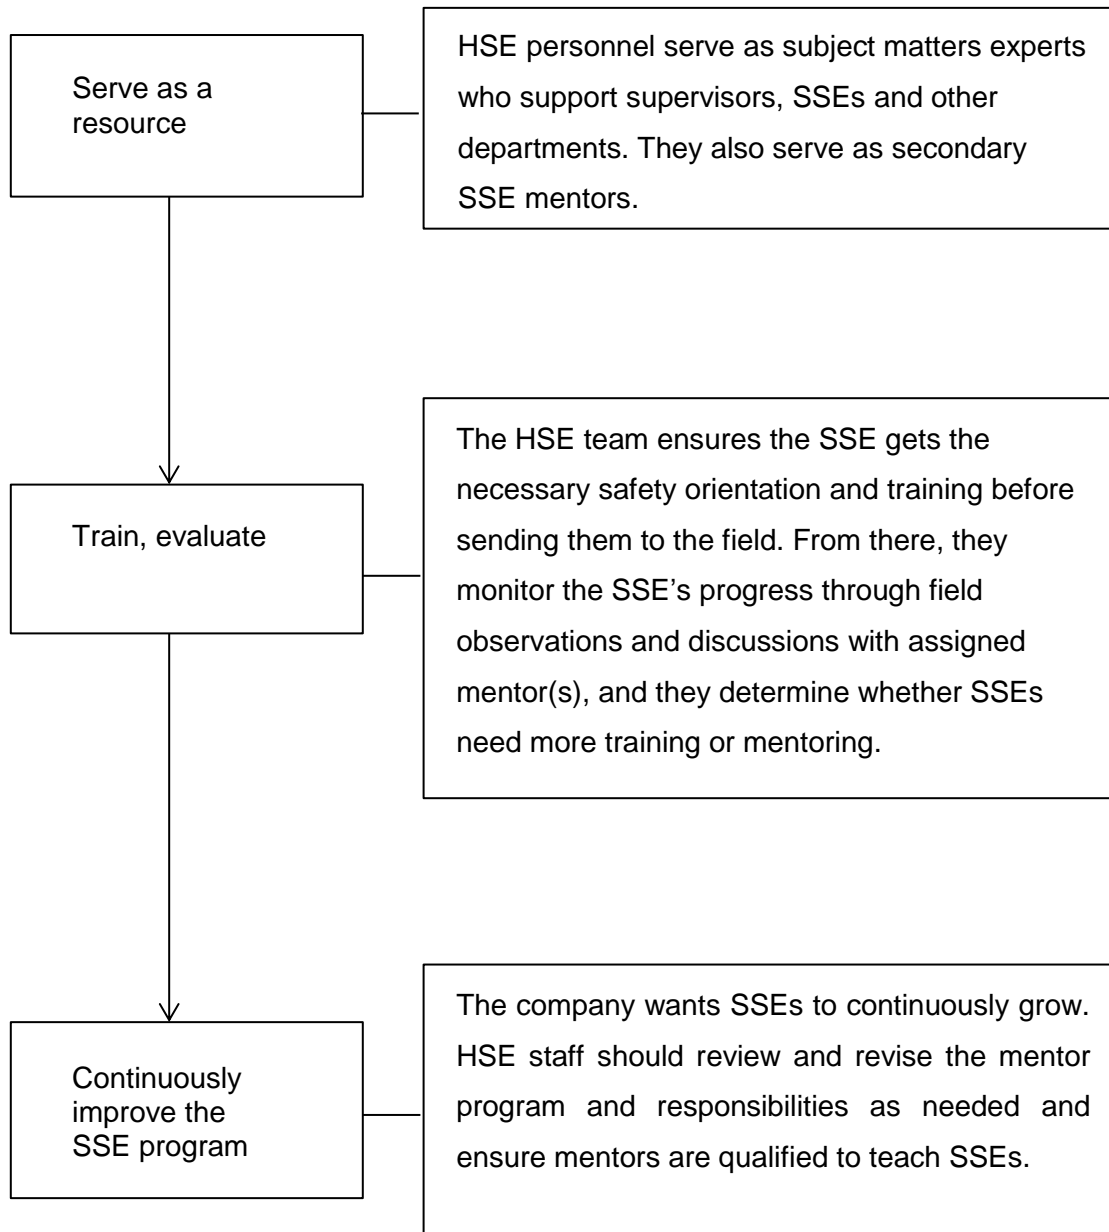 Serve as a
resource
HSE personnel serve as subject matters experts
who support supervisors, SSEs and other
departments. They also serve as secondary
SSE mentors.
Train, evaluate
The HSE team ensures the SSE gets the
necessary safety orientation and training before
sending them to the field. From there, they
monitor the SSE’s progress through field
observations and discussions with assigned
mentor(s), and they determine whether SSEs
need more training or mentoring.
Continuously
improve the
SSE program
The company wants SSEs to continuously grow.
HSE staff should review and revise the mentor
program and responsibilities as needed and
ensure mentors are qualified to teach SSEs.